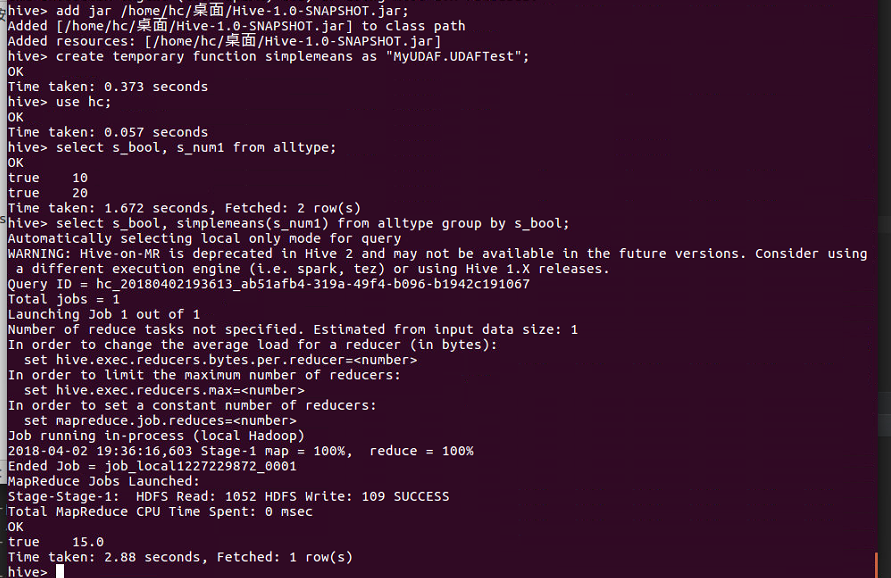 hive> add jar /home/hc/桌面/Hive-1.0-SNAPSHOT.jar;
Added [/home/hc/桌面/Hive-1.0-SNAPSHOT.jar] to class path
Added resources: [/home/hc/桌面/Hive-1.0-SNAPSHOT.jar]
hive> create temporary function simplemeans as "MyUDAF.UDAFTest";
OK
Time taken: 0.373 seconds
hive> use hc;
OK
Time taken: 0.057 seconds
hive> select s_bool, s_num1 from alltype;
OK
true    10
true    20
Time taken: 1.672 seconds, Fetched: 2 row(s)
hive> select s_bool, simplemeans(s_num1) from alltype group by s_bool;
Automatically selecting local only mode for query
WARNING: Hive-on-MR is deprecated in Hive 2 and may not be available in the future versions. Consider using
 a different execution engine (i.e. spark, tez) or using Hive 1.X releases.
Query ID = hc_20180402193613_ab51afb4-319a-49f4-b096-b1942c191067
Total jobs = 1
Launching Job 1 out of 1
Number of reduce tasks not specified. Estimated from input data size: 1
In order to change the average load for a reducer (in bytes):
  set hive.exec.reducers.bytes.per.reducer=<number>
In order to limit the maximum number of reducers:
  set hive.exec.reducers.max=<number>
In order to set a constant number of reducers:
  set mapreduce.job.reduces=<number>
Job running in-process (local Hadoop)
2018-04-02 19:36:16,603 Stage-1 map = 100%,  reduce = 100%
Ended Job = job_local1227229872_0001
MapReduce Jobs Launched:
Stage-Stage-1:  HDFS Read: 1052 HDFS Write: 109 SUCCESS
Total MapReduce CPU Time Spent: 0 msec
OK
true    15.0
Time taken: 2.88 seconds, Fetched: 1 row(s)
hive>